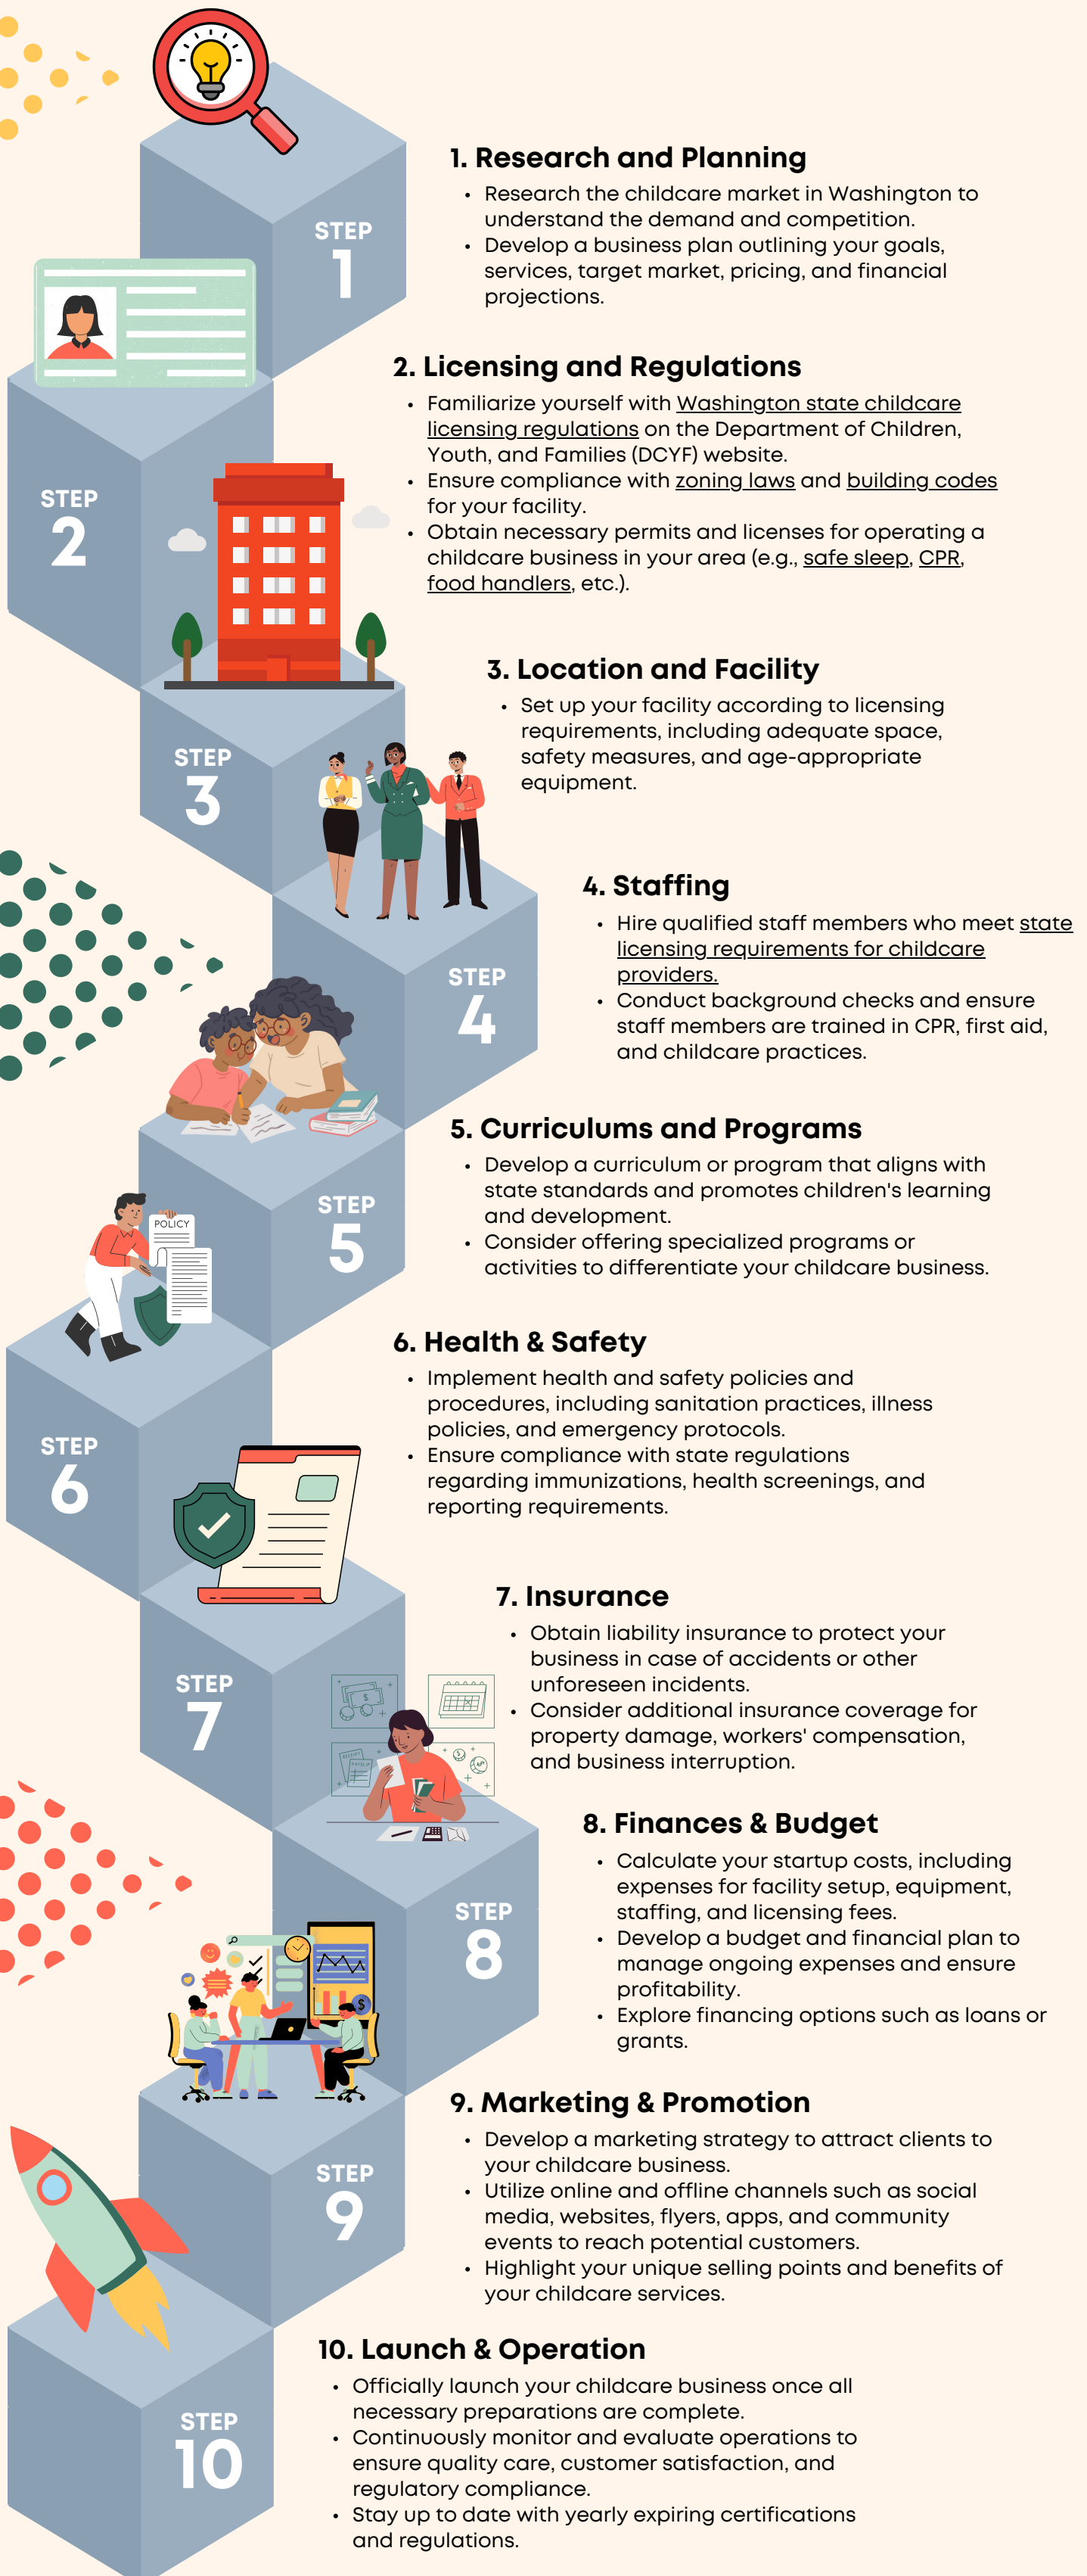 1. Research and Planning
• Research the childcare market in Washington to
understand the demand and competition.
• Develop a business plan outlining your goals,
services, target market, pricing, and financial
projections.
STEP
1
2. Licensing and Regulations
• Familiarize yourself with Washington state childcare
licensing regulations on the Department of Children,
Youth, and Families (DCYF) website.
• Ensure compliance with zoning laws and building codes
for your facility.
• Obtain necessary permits and licenses for operating a
childcare business in your area (e.g., safe sleep, CPR,
food handlers, etc.).
STEP
2
3. Location and Facility
• Set up your facility according to licensing
requirements, including adequate space,
safety measures, and age-appropriate
equipment.
STEP
3
4. Staffing
• Hire qualified staff members who meet state
licensing requirements for childcare
providers.
• Conduct background checks and ensure
staff members are trained in CPR, first aid,
and childcare practices.
STEP
4
5. Curriculums and Programs
• Develop a curriculum or program that aligns with
state standards and promotes children's learning
and development.
• Consider offering specialized programs or
activities to differentiate your childcare business.
STEP
5
POLICY
6. Health & Safety
• Implement health and safety policies and
procedures, including sanitation practices, illness
policies, and emergency protocols.
• Ensure compliance with state regulations
regarding immunizations, health screenings, and
reporting requirements.
STEP
6
7. Insurance
• Obtain liability insurance to protect your
business in case of accidents or other
unforeseen incidents.
• Consider additional insurance coverage for
property damage, workers' compensation,
and business interruption.
STEP
7
8. Finances & Budget
• Calculate your startup costs, including
expenses for facility setup, equipment,
staffing, and licensing fees.
• Develop a budget and financial plan to
manage ongoing expenses and ensure
profitability.
• Explore financing options such as loans or
grants.
STEP
8
9. Marketing & Promotion
• Develop a marketing strategy to attract clients to
your childcare business.
• Utilize online and offline channels such as social
media, websites, flyers, apps, and community
events to reach potential customers.
• Highlight your unique selling points and benefits of
your childcare services.
STEP
9
10. Launch & Operation
• Officially launch your childcare business once all
necessary preparations are complete.
• Continuously monitor and evaluate operations to
ensure quality care, customer satisfaction, and
regulatory compliance.
• Stay up to date with yearly expiring certifications
and regulations.
STEP
10